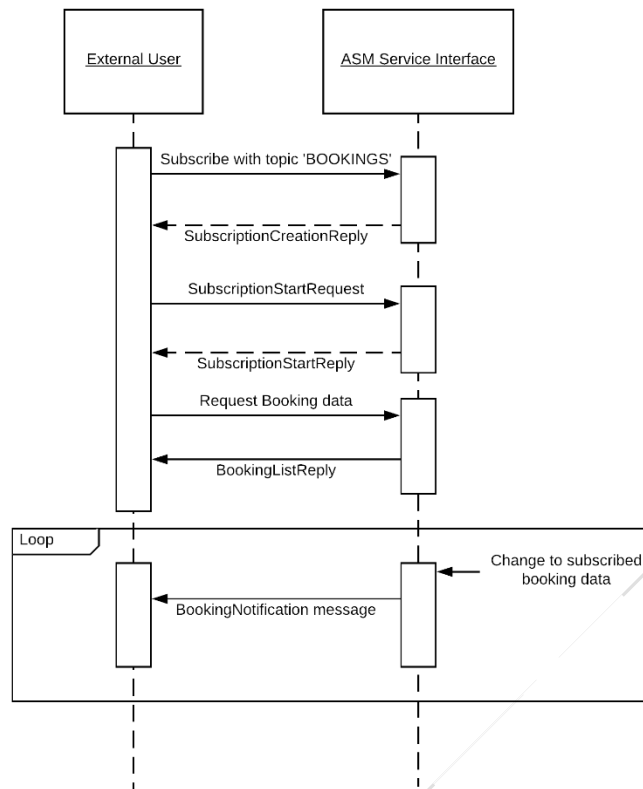 External User
ASM Service Interface
Subscribe with topic 'BOOKINGS'
SubscriptionCreationReply
SubscriptionStartRequest
SubscriptionStartReply
Request Booking data
BookingListReply
Loop
Change to subscribed
booking data
BookingNotification message